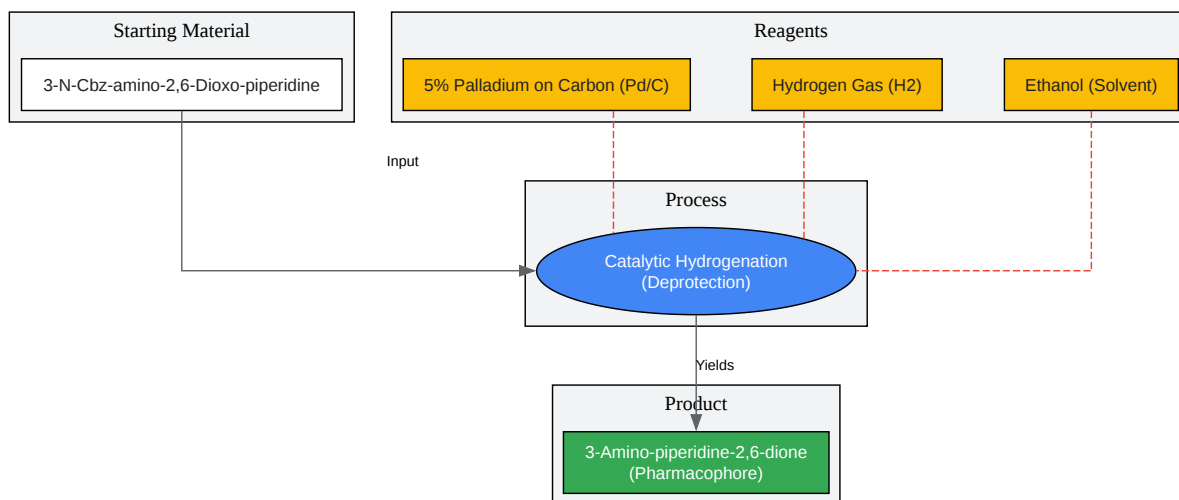 Starting Material
Reagents
3-N-Cbz-amino-2,6-Dioxo-piperidine
5% Palladium on Carbon (Pd/C)
Hydrogen Gas (H2)
Ethanol (Solvent)
Input
Process
Catalytic Hydrogenation
(Deprotection)
Yields
Product
3-Amino-piperidine-2,6-dione
(Pharmacophore)